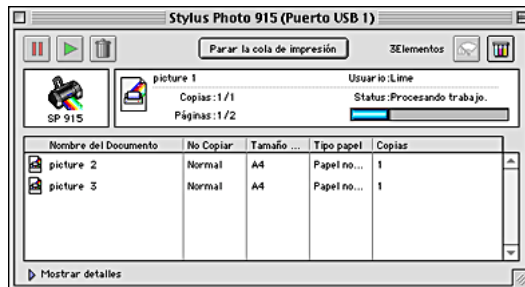 Stylus Photo 915 (Puerto USB 1)
Parar la cola de impresión
3Elementos
SP 915
picture 1
Usuario:Lime
Copias:1/1
Status:Procesando trabajo.
Páginas:1/2
Nombre del Documento No Copiar Tamaño ... Tipo papel Copias
picture 2 Normal A4 Papel no... 1
picture 3 Normal A4 Papel no... 1
Mostrar detalles